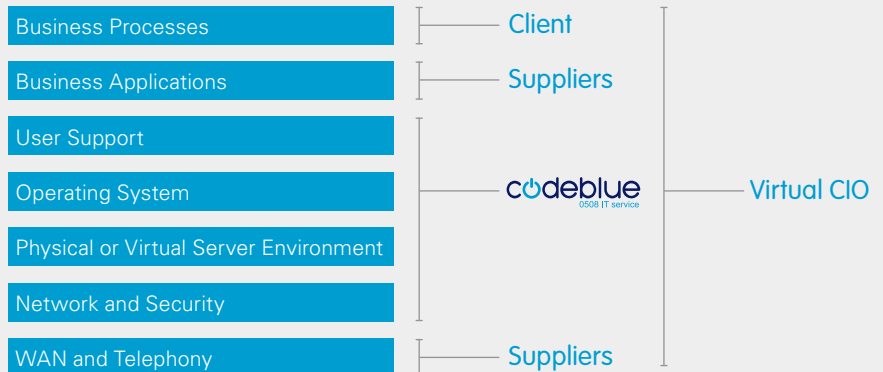 Business Processes
Client
Business Applications
Suppliers
User Support
Operating System
codeblue
0508 IT service
Virtual CIO
Physical or Virtual Server Environment
Network and Security
WAN and Telephony
Suppliers